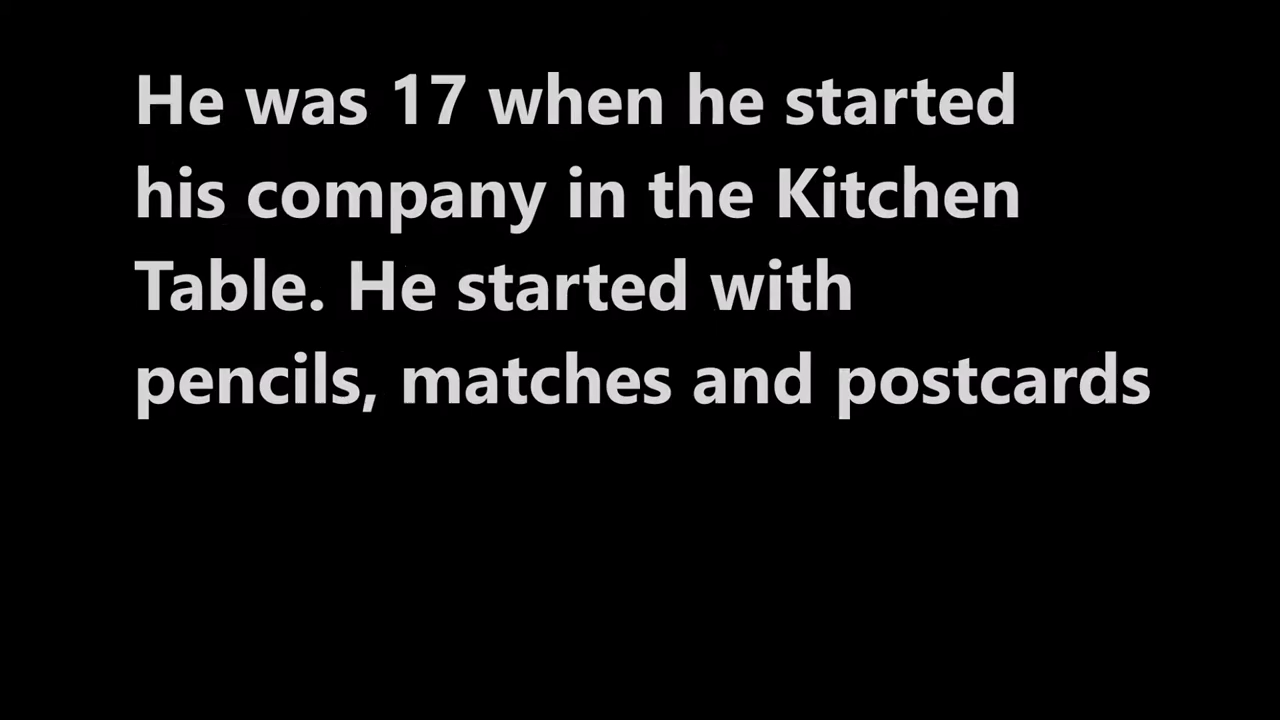 He was 17 when he started
his company in the Kitchen
Table. He started with
pencils, matches and postcards